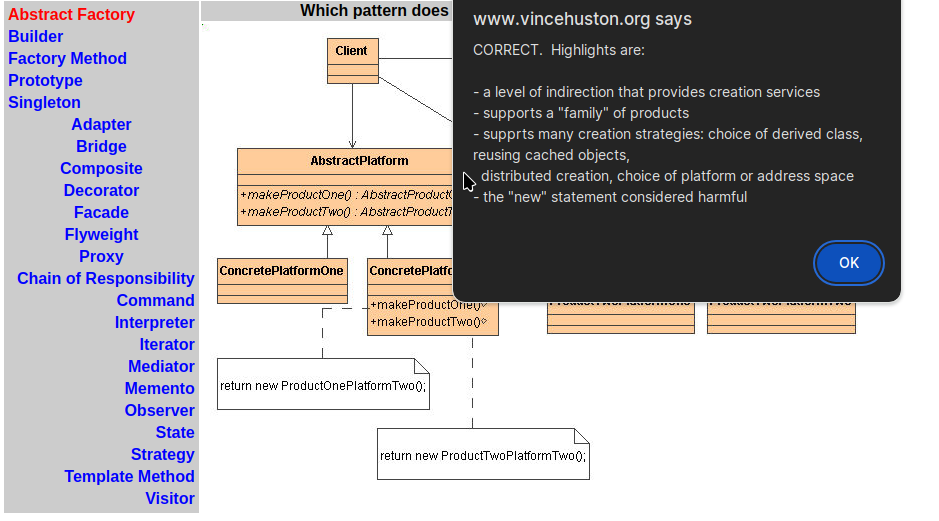 Abstract Factory
Builder
Factory Method
Prototype
Singleton
Adapter
Bridge
Composite
Decorator
Facade
Flyweight
Proxy
Chain of Responsibility
Command
Interpreter
Iterator
Mediator
Memento
Observer
State
Strategy
Template Method
Visitor
Which pattern does
Client
AbstractPlatform
+makeProductOne() : AbstractProduct
+makeProductTwo() : AbstractProduct
ConcretePlatformOne
+makeProductOne()
+makeProductTwo()
return new ProductOnePlatformTwo();
return new ProductTwoPlatformTwo();
www.vincehuston.org says
CORRECT.  Highlights are:
- a level of indirection that provides creation services
- supports a "family" of products
- supprts many creation strategies: choice of derived class,
reusing cached objects,
distributed creation, choice of platform or address space
- the "new" statement considered harmful
OK